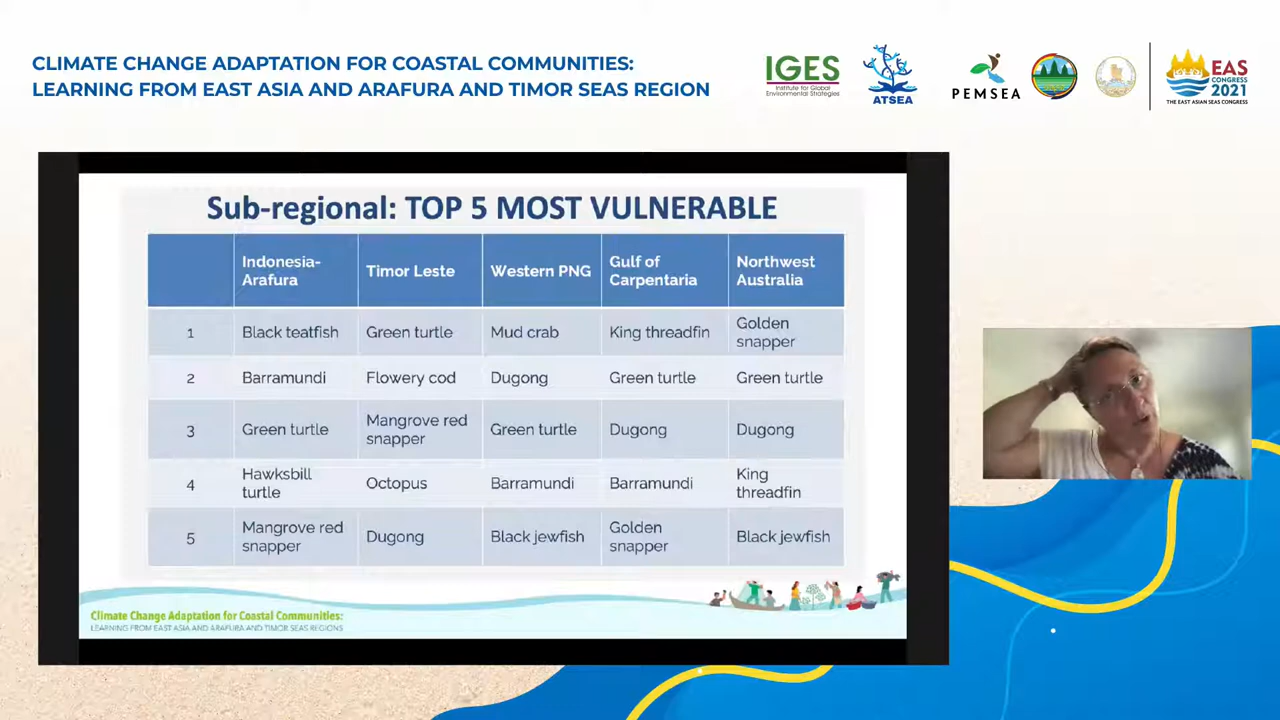 CLIMATE CHANGE ADAPTATION FOR COASTAL COMMUNITIES:
LEARNING FROM EAST ASIA AND ARAFURA AND TIMOR SEAS REGION
IGES
Institute for Global
Environmental Strategies
ATSEA
PEMSEA
EAS
CONGRESS
2021
THE EAST ASIAN SEAS CONGRESS
Sub-regional: TOP 5 MOST VULNERABLE
Indonesia-
Arafura
Timor Leste
Western PNG
Gulf of
Carpentaria
Northwest
Australia
1
Black teatfish
Green turtle
Mud crab
King threadfin
Golden
snapper
2
Barramundi
Flowery cod
Dugong
Green turtle
Green turtle
3
Green turtle
Mangrove red
snapper
Green turtle
Dugong
Dugong
4
Hawksbill
turtle
Octopus
Barramundi
Barramundi
King
threadfin
5
Mangrove red
snapper
Dugong
Black jewfish
Golden
snapper
Black jewfish
Climate Change Adaptation for Coastal Communities:
LEARNING FROM EAST ASIA AND ARAFURA AND TIMOR SEAS REGIONS